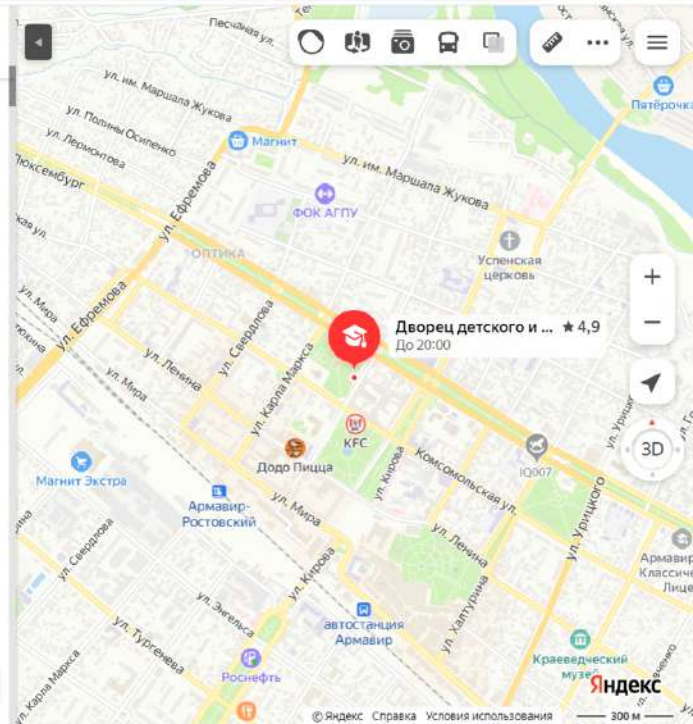 Песчаная ул.
ул. им. Маршала Жукова
Пятёрочка
ул. Полины Осипенко
ул. Лермонтова
Магнит
ул. им. Маршала Жукова
Люксембург
ул. Ефремова
ФОК АГПУ
ОПТИКА
Успенская
церковь
ул. Мира
ул. Ефремова
ул. Свердлова
Дворец детского и ... ★ 4,9
До 20:00
ул. Ленина
ул. Мира
ул. Карла Маркса
KFC
Додо Пицца
ул. Кирова
Комсомольская ул.
IQ007
3D
Магнит Экстра
Армавир-
Ростовский
ул. Мира
ул. Урицкого
ул. Ленина
ул. Свердлова
ул. Кирова
ул. Халтурина
ул. Энгельса
автостанция
Армавир
ул. Тургенева
Роснефть
Краеведческий
музей
ул. Карла Маркса
Яндекс
© Яндекс Справка Условия использования
300 м